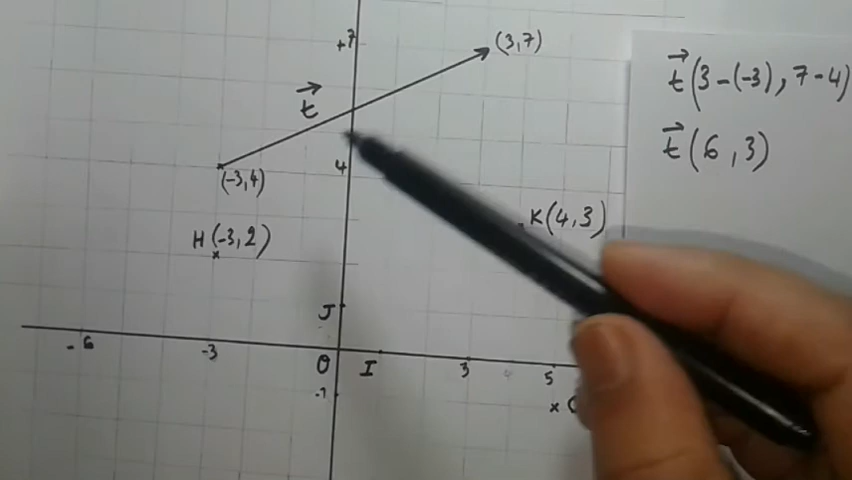 +7
(3,7)
t
4
(-3,4)
H(-3,2)
K(4,3)
J
-6
-3
O
I
3
5
-1
t(3-(-3), 7-4)
t(6,3)